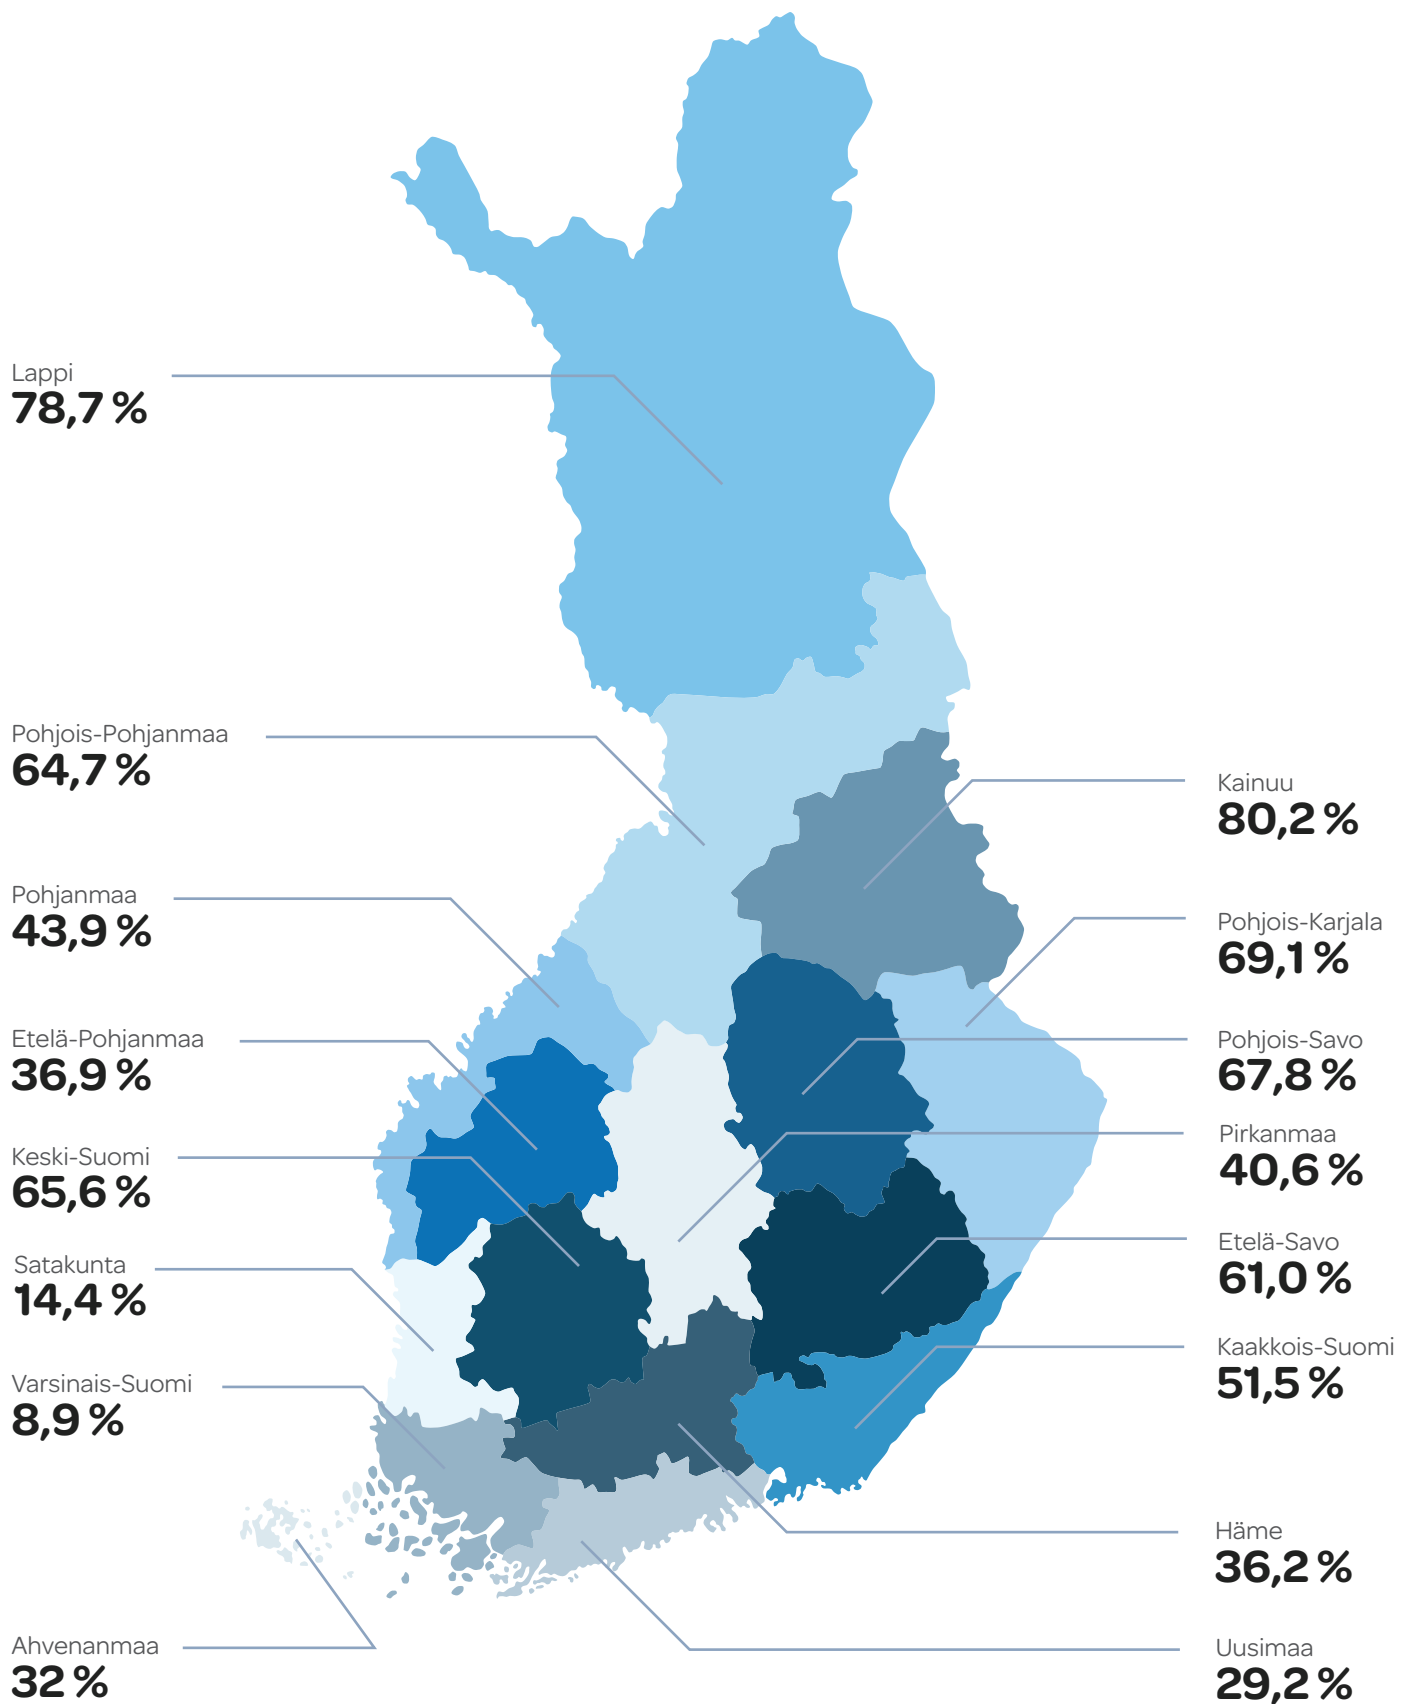 Lappi
78,7 %
Pohjois-Pohjanmaa
64,7 %
Pohjanmaa
43,9 %
Etelä-Pohjanmaa
36,9 %
Keski-Suomi
65,6 %
Satakunta
14,4 %
Varsinais-Suomi
8,9 %
Ahvenanmaa
32 %
Kainuu
80,2 %
Pohjois-Karjala
69,1 %
Pohjois-Savo
67,8 %
Pirkanmaa
40,6 %
Etelä-Savo
61,0 %
Kaakkois-Suomi
51,5 %
Häme
36,2 %
Uusimaa
29,2 %